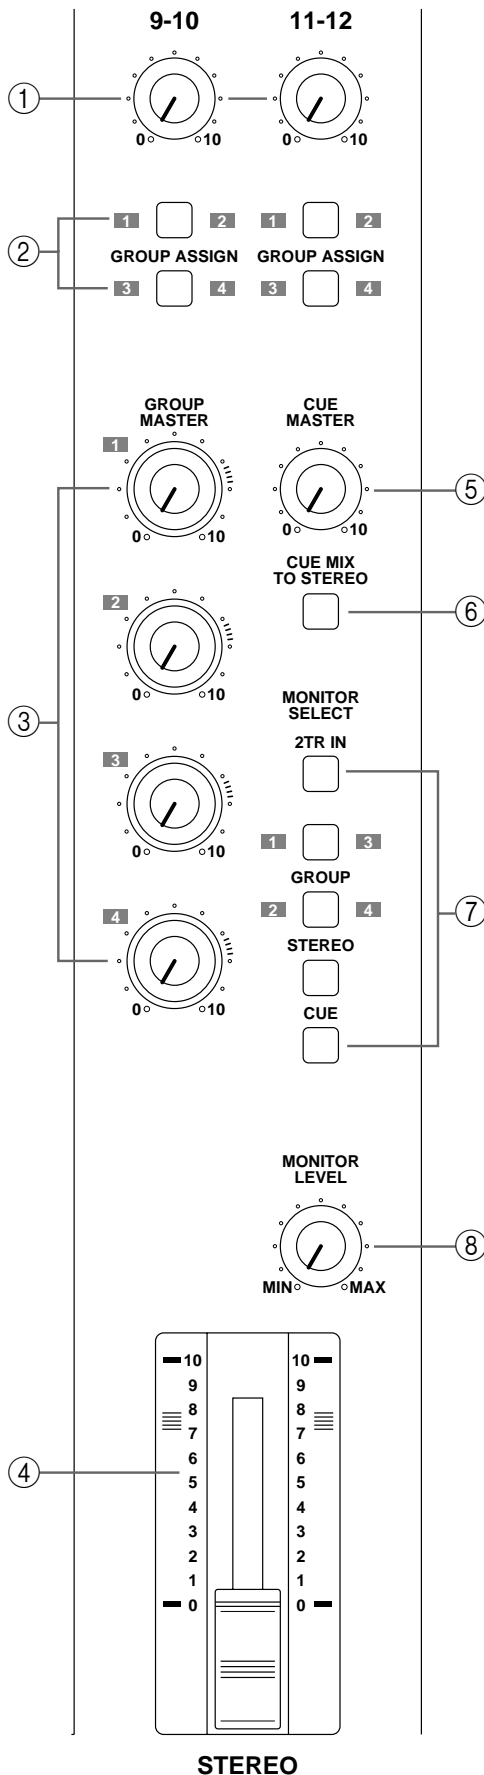 9-10 11-12
①
0 10 0 10
② 1 2 1 2
GROUP ASSIGN GROUP ASSIGN
3 4 3 4
GROUP MASTER
CUE MASTER
1
0 10 0 10
⑤
CUE MIX
TO STEREO
⑥
2
0 10
③
MONITOR
SELECT
2TR IN
3
0 10
1 3
GROUP
2 4
⑦
4
0 10
STEREO
CUE
MONITOR
LEVEL
⑧
MIN MAX
10 10
9 9
8 8
7 7
6 6
④
5 5
4 4
3 3
2 2
1 1
0 0
STEREO